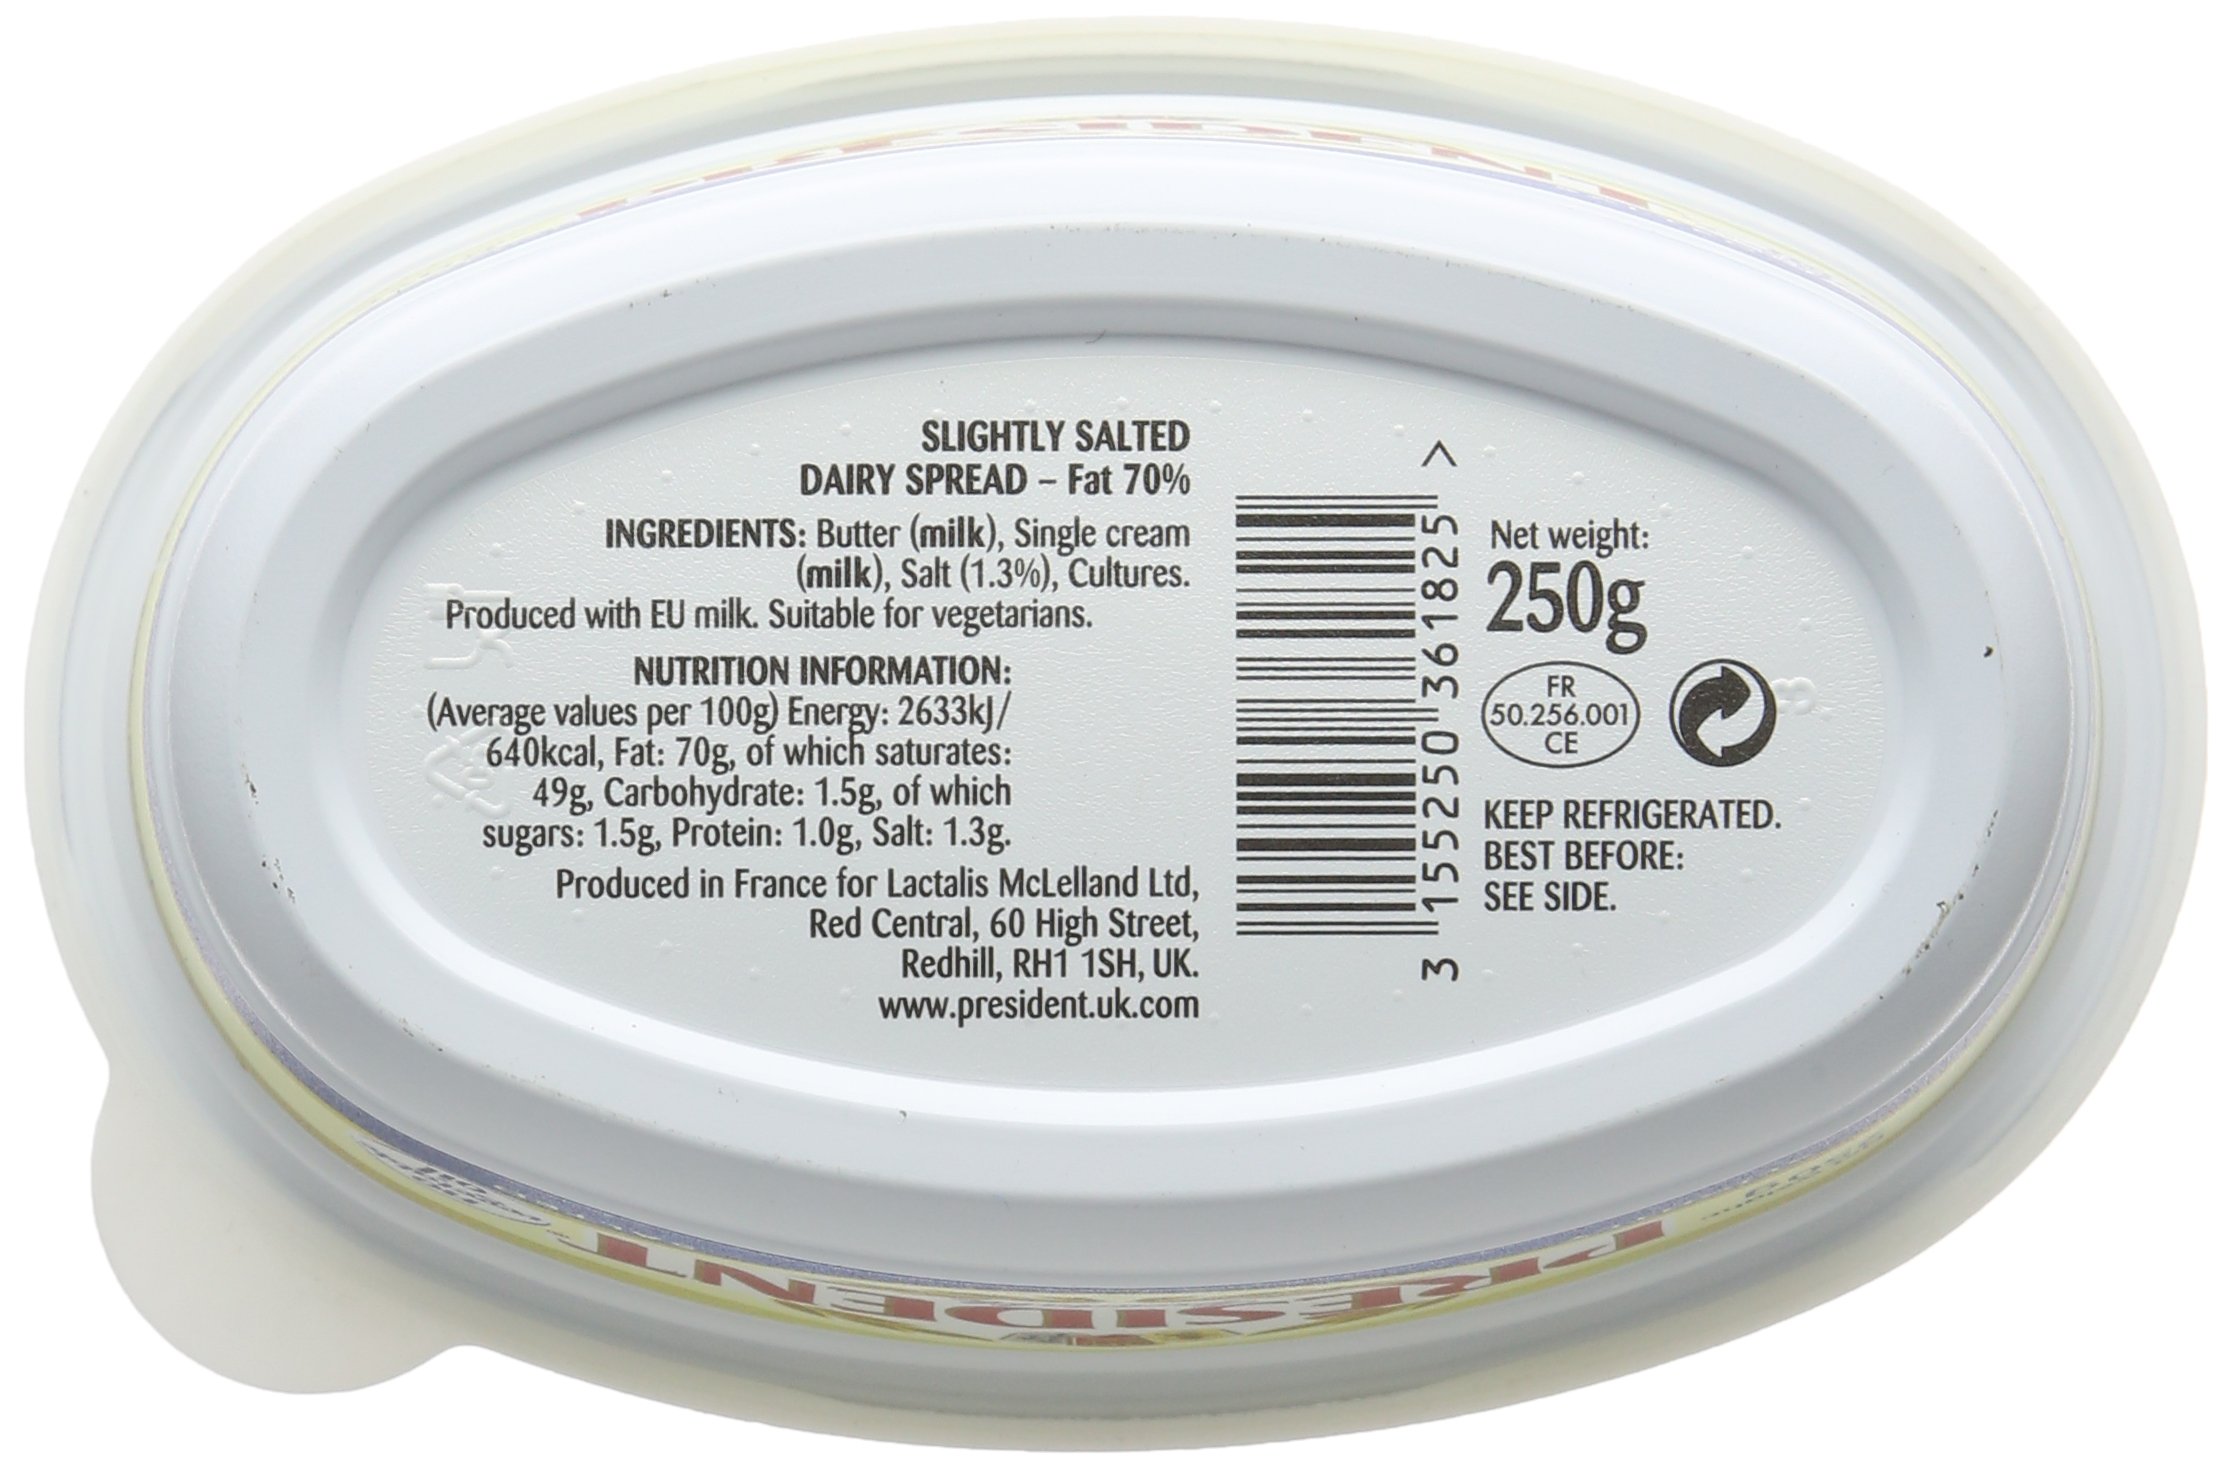 SLIGHTLY SALTED
DAIRY SPREAD – Fat 70%
INGREDIENTS: Butter (milk), Single cream
(milk), Salt (1.3%), Cultures.
Produced with EU milk. Suitable for vegetarians.
NUTRITION INFORMATION:
(Average values per 100g) Energy: 2633kJ/
640kcal, Fat: 70g, of which saturates:
49g, Carbohydrate: 1.5g, of which
sugars: 1.5g, Protein: 1.0g, Salt: 1.3g.
Produced in France for Lactalis McLelland Ltd,
Red Central, 60 High Street,
Redhill, RH1 1SH, UK.
www.president.uk.com
3 155250 361825 >
Net weight:
250g
FR
50.256.001
CE
KEEP REFRIGERATED.
BEST BEFORE:
SEE SIDE.
PRESIDENT
PRESIDENT